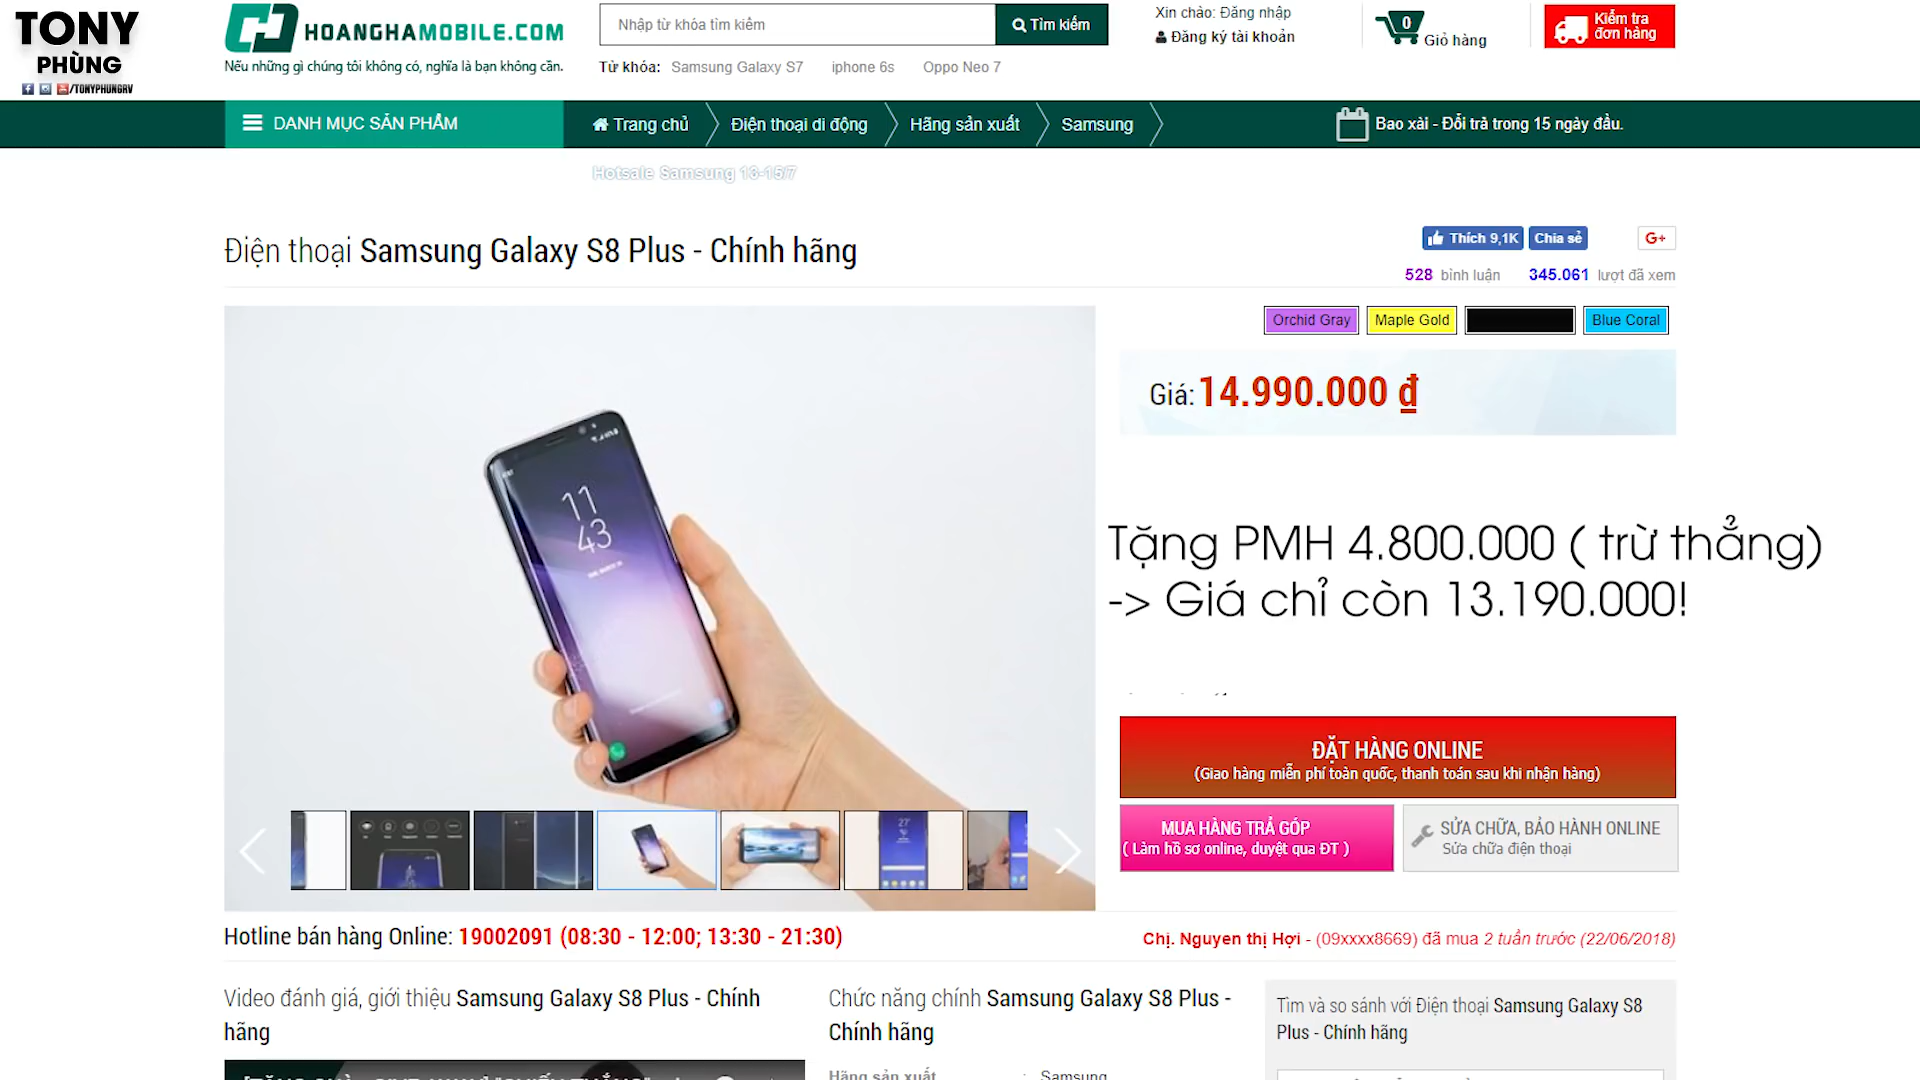 TONY
PHÙNG
/TONYPHUNGRV
HOANGHAMOBILE.COM
Nếu những gì chúng tôi không có, nghĩa là bạn không cần.
Nhập từ khóa tìm kiếm
Tìm kiếm
Từ khóa: Samsung Galaxy S7 iphone 6s Oppo Neo 7
Xin chào: Đăng nhập
Đăng ký tài khoản
0 Giỏ hàng
Kiểm tra
đơn hàng
DANH MỤC SẢN PHẨM
Trang chủ Điện thoại di động Hãng sản xuất Samsung
Bao xài - Đổi trả trong 15 ngày đầu.
Hotsale Samsung 13-15/7
Điện thoại Samsung Galaxy S8 Plus - Chính hãng
Thích 9,1K Chia sẻ G+
528 bình luận 345.061 lượt đã xem
Orchid Gray Maple Gold Blue Coral
Giá: 14.990.000 ₫
11
43
Tặng PMH 4.800.000 ( trừ thẳng)
-> Giá chỉ còn 13.190.000!
ĐẶT HÀNG ONLINE
(Giao hàng miễn phí toàn quốc, thanh toán sau khi nhận hàng)
MUA HÀNG TRẢ GÓP
( Làm hồ sơ online, duyệt qua ĐT )
SỬA CHỮA, BẢO HÀNH ONLINE
Sửa chữa điện thoại
Hotline bán hàng Online: 19002091 (08:30 - 12:00; 13:30 - 21:30)
Chị. Nguyen thị Hợi - (09xxxx8669) đã mua 2 tuần trước (22/06/2018)
Video đánh giá, giới thiệu Samsung Galaxy S8 Plus - Chính
hãng
Chức năng chính Samsung Galaxy S8 Plus -
Chính hãng
Hãng sản xuất : Samsung
Tìm và so sánh với Điện thoại Samsung Galaxy S8
Plus - Chính hãng